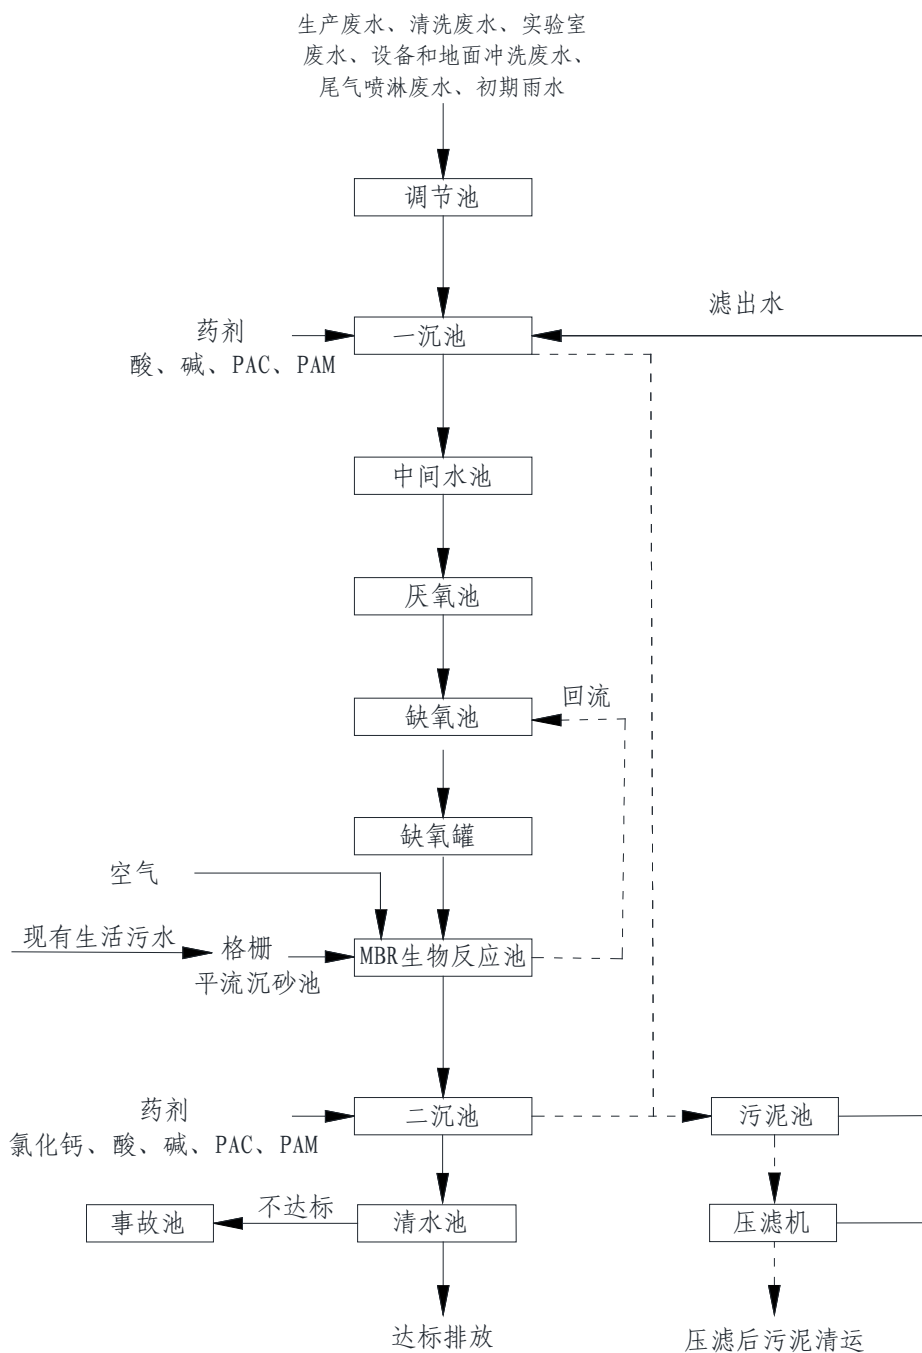 生产废水、清洗废水、实验室
废水、设备和地面冲洗废水、
尾气喷淋废水、初期雨水
调节池
滤出水
药剂
酸、碱、PAC、PAM
一沉池
中间水池
厌氧池
回流
缺氧池
缺氧罐
空气
现有生活污水
格栅
平流沉砂池
MBR生物反应池
药剂
氯化钙、酸、碱、PAC、PAM
二沉池
污泥池
事故池
不达标
清水池
压滤机
达标排放
压滤后污泥清运